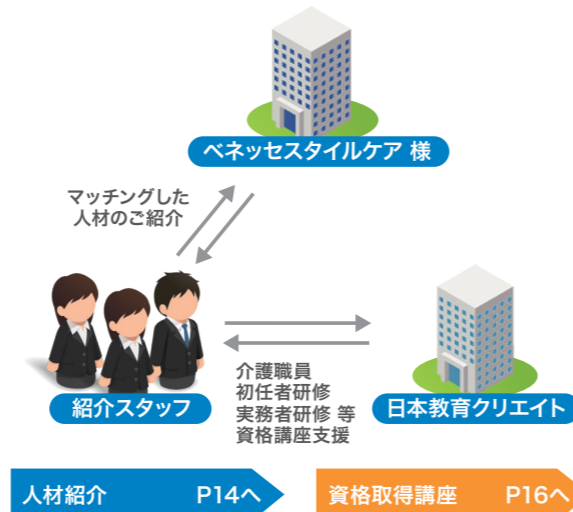 ベネッセスタイルケア 様
マッチングした
人材のご紹介
紹介スタッフ
介護職員
初任者研修
実務者研修 等
資格講座支援
日本教育クリエイト
人材紹介 P14へ
資格取得講座 P16へ